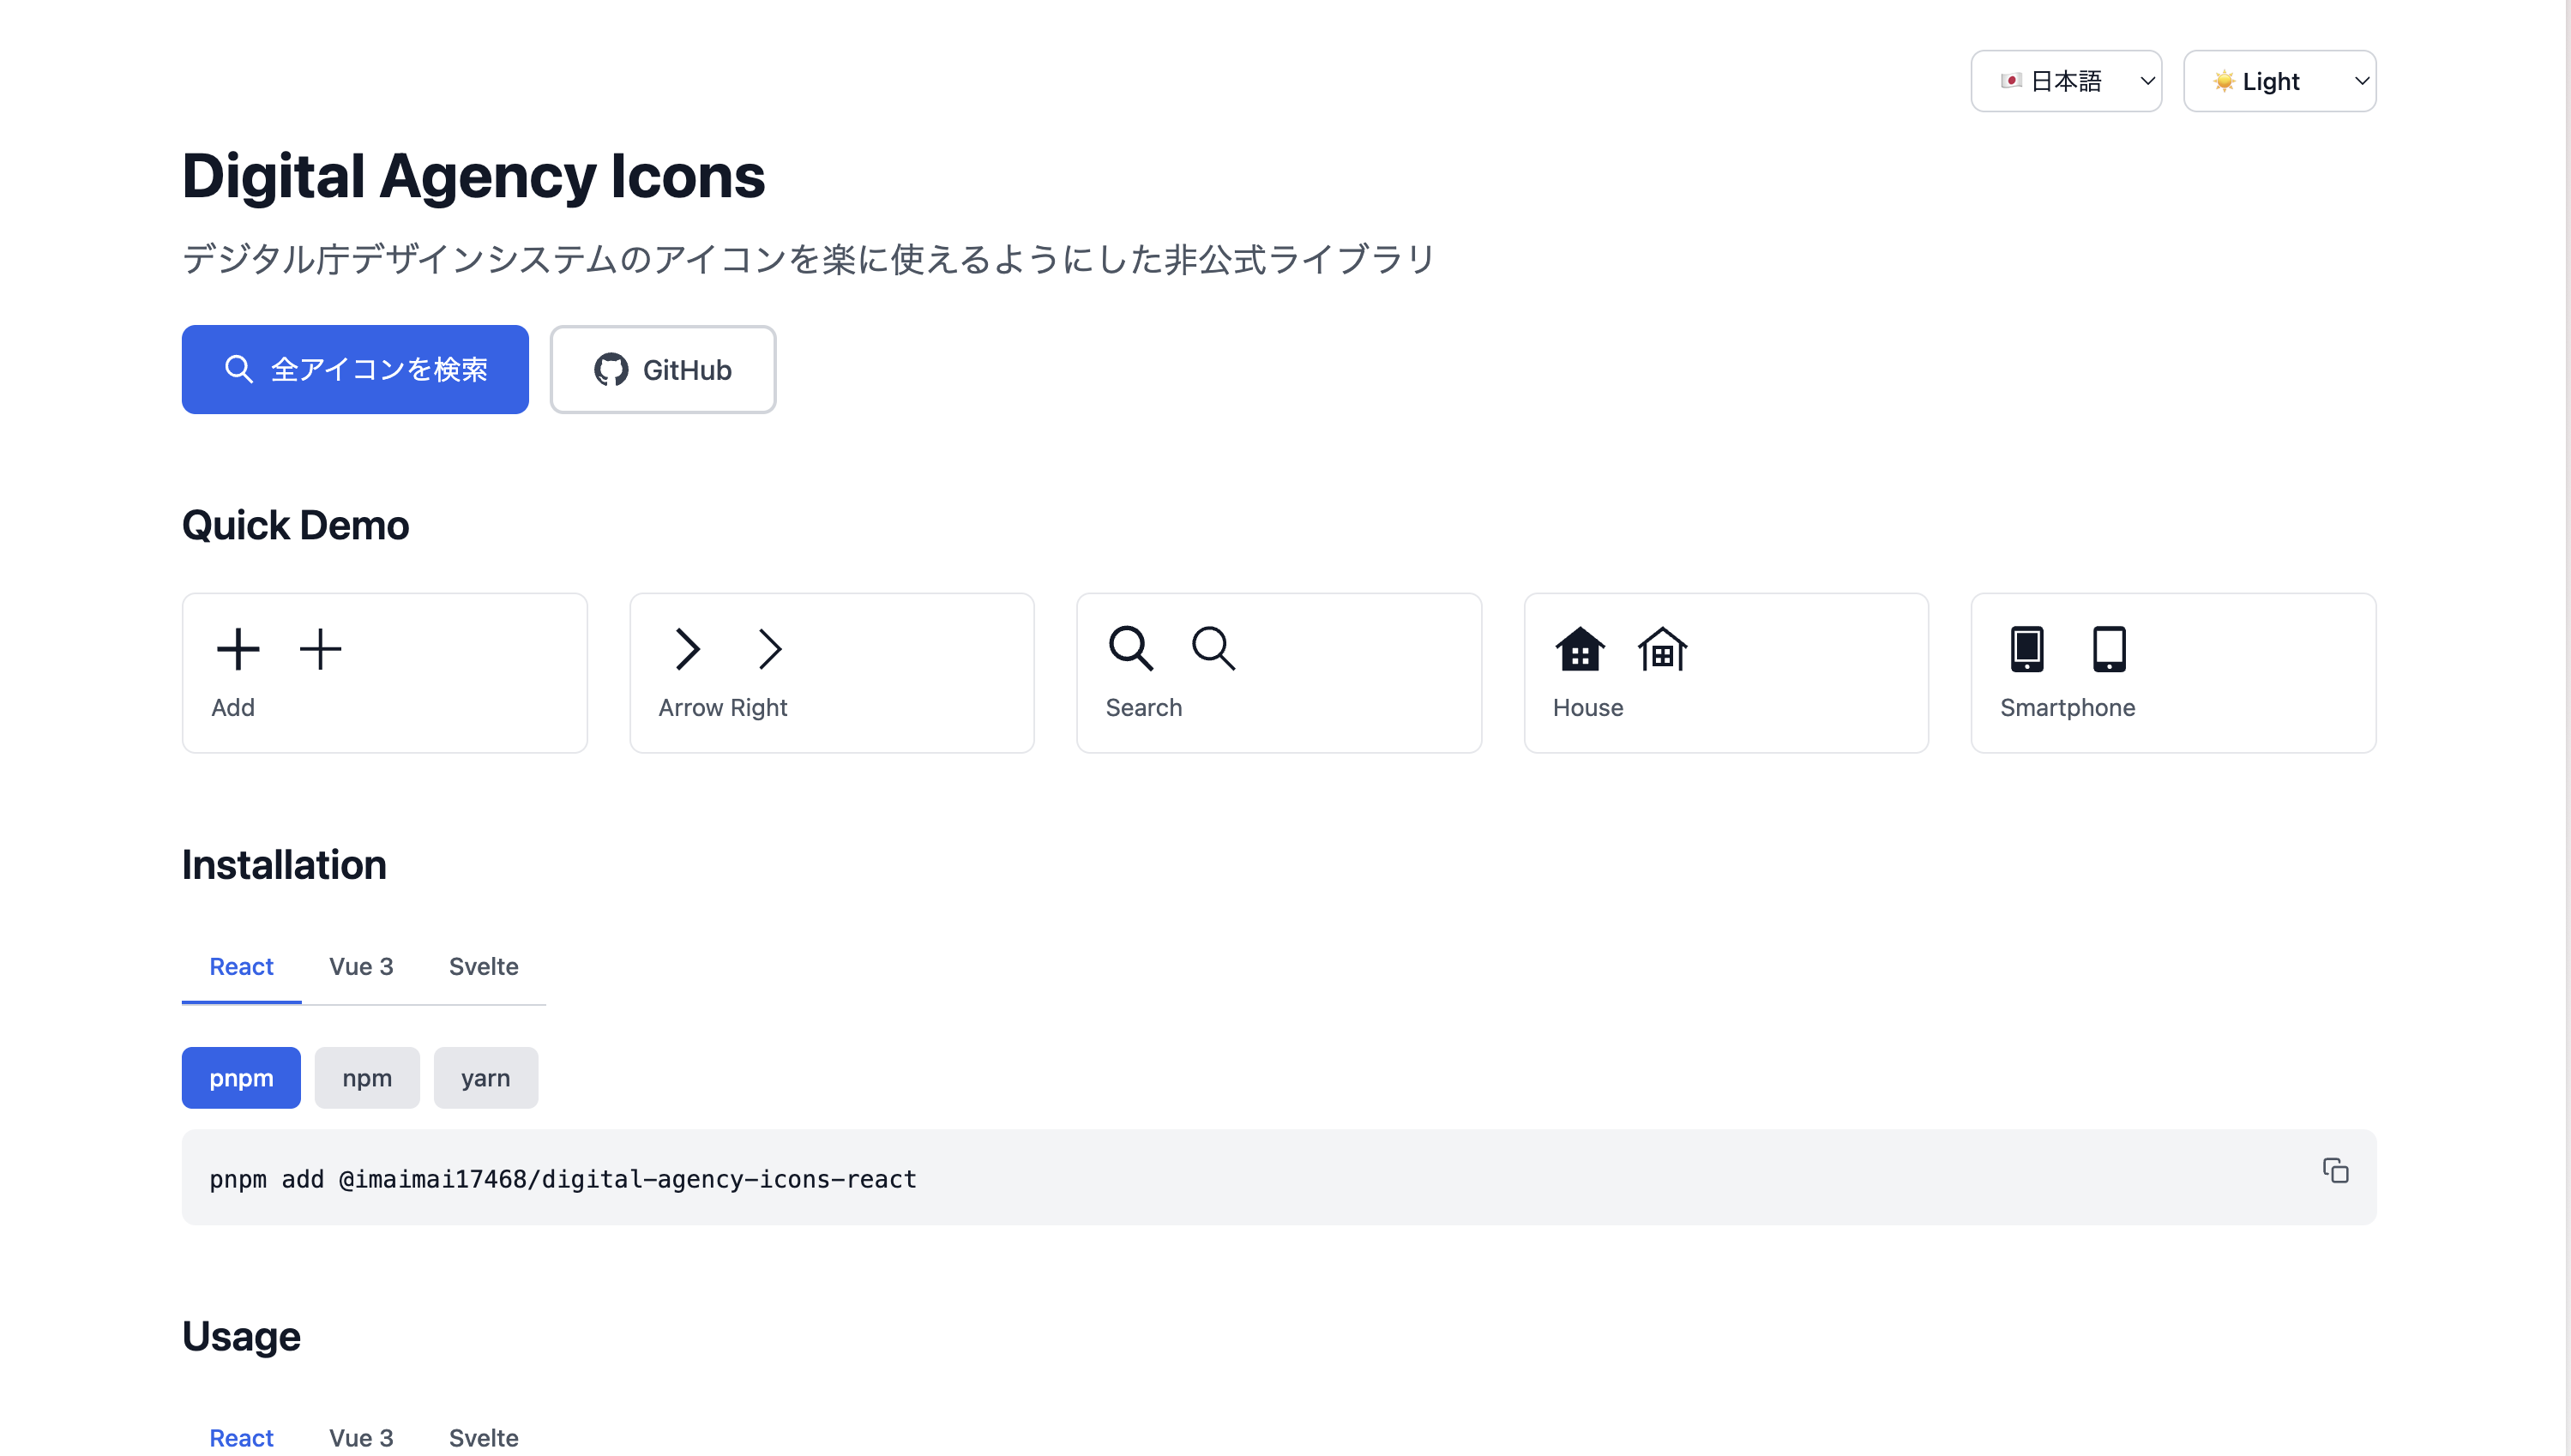 🇯🇵 日本語
☀️ Light
Digital Agency Icons
デジタル庁デザインシステムのアイコンを楽に使えるようにした非公式ライブラリ
全アイコンを検索
GitHub
Quick Demo
Add
Arrow Right
Search
House
Smartphone
Installation
React
Vue 3
Svelte
pnpm
npm
yarn
pnpm add @imaimai17468/digital-agency-icons-react
Usage
React
Vue 3
Svelte